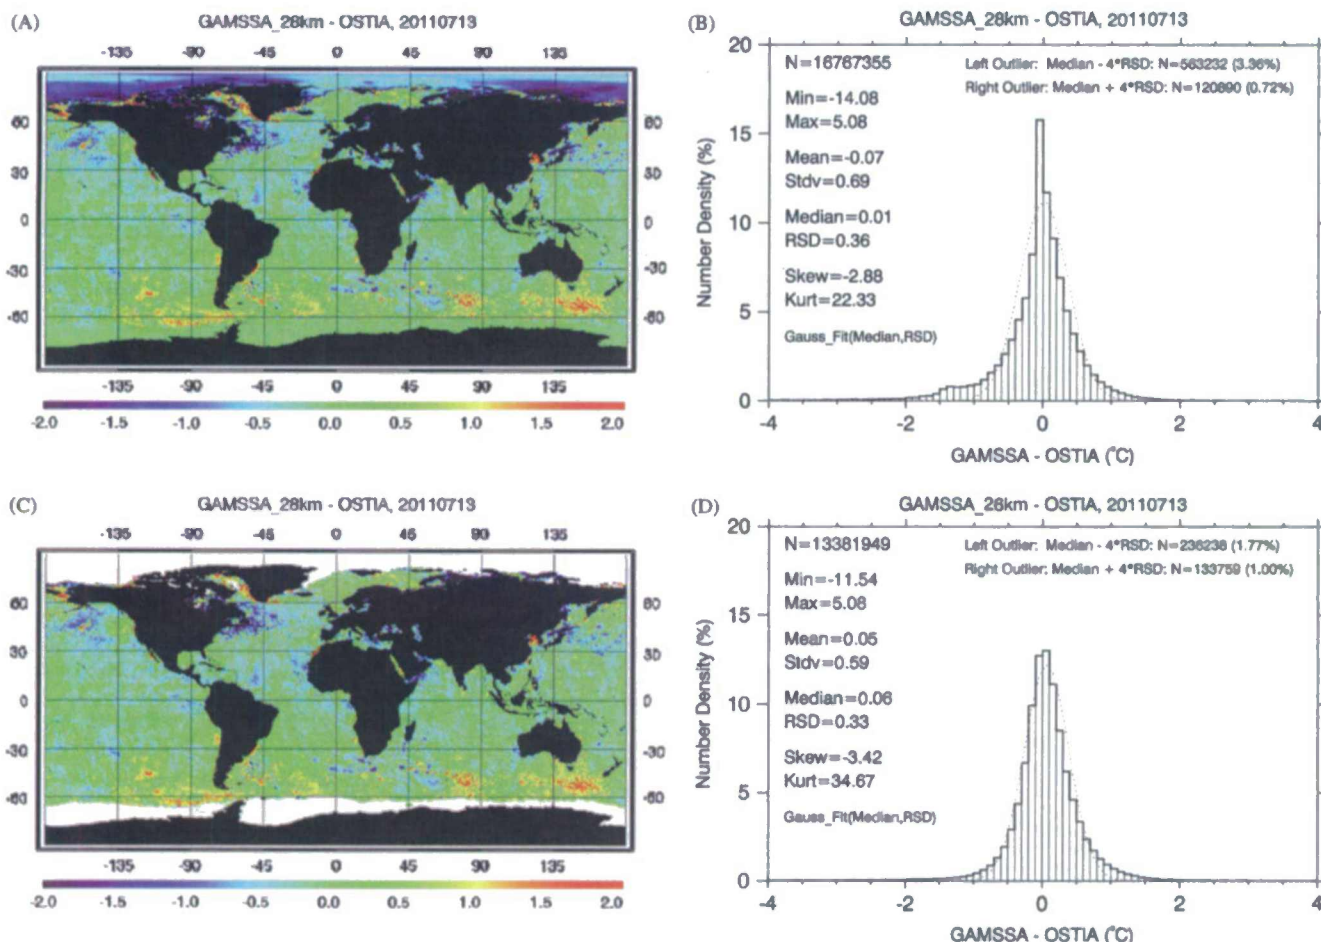 (A)
GAMSSA_28km - OSTIA, 20110713
-135 -90 -45 0 45 90 135
60 60
30 30
0 0
-30 -30
-60 -60
-135 -90 -45 0 45 90 135
-2.0 -1.5 -1.0 -0.5 0.0 0.5 1.0 1.5 2.0
(B)
GAMSSA_28km - OSTIA, 20110713
20
15
10
5
0
Number Density (%)
N=16767355
Min=-14.08
Max=5.08
Mean=-0.07
Stdv=0.69
Median=0.01
RSD=0.36
Skew=-2.88
Kurt=22.33
Gauss_Fit(Median,RSD)
Left Outlier: Median - 4*RSD: N=563232 (3.36%)
Right Outlier: Median + 4*RSD: N=120890 (0.72%)
-4 -2 0 2 4
GAMSSA - OSTIA (°C)
(C)
GAMSSA_28km - OSTIA, 20110713
-135 -90 -45 0 45 90 135
60 60
30 30
0 0
-30 -30
-60 -60
-135 -90 -45 0 45 90 135
-2.0 -1.5 -1.0 -0.5 0.0 0.5 1.0 1.5 2.0
(D)
GAMSSA_28km - OSTIA, 20110713
20
15
10
5
0
Number Density (%)
N=13381949
Min=-11.54
Max=5.08
Mean=0.05
Stdv=0.59
Median=0.06
RSD=0.33
Skew=-3.42
Kurt=34.67
Gauss_Fit(Median,RSD)
Left Outlier: Median - 4*RSD: N=236238 (1.77%)
Right Outlier: Median + 4*RSD: N=133759 (1.00%)
-4 -2 0 2 4
GAMSSA - OSTIA (°C)